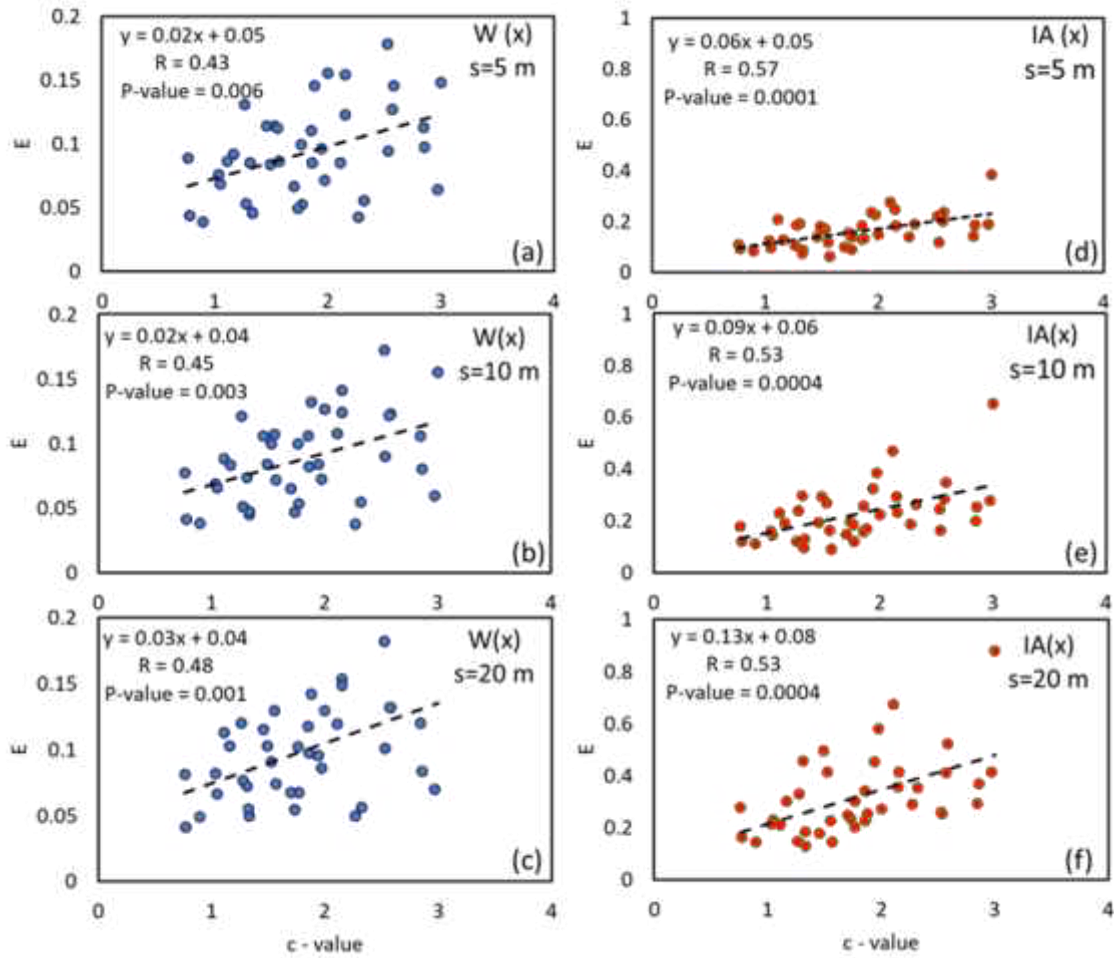 0.2
0.15
0.1
0.05
0
E
y = 0.02x + 0.05
R = 0.43
P-value = 0.006
W (x)
s=5 m
(a)
0 1 2 3 4
1
0.8
0.6
0.4
0.2
0
E
y = 0.06x + 0.05
R = 0.57
P-value = 0.0001
IA (x)
s=5 m
(d)
0 1 2 3 4
0.2
0.15
0.1
0.05
0
E
y = 0.02x + 0.04
R = 0.45
P-value = 0.003
W(x)
s=10 m
(b)
0 1 2 3 4
1
0.8
0.6
0.4
0.2
0
E
y = 0.09x + 0.06
R = 0.53
P-value = 0.0004
IA(x)
s=10 m
(e)
0 1 2 3 4
0.2
0.15
0.1
0.05
0
E
y = 0.03x + 0.04
R = 0.48
P-value = 0.001
W(x)
s=20 m
(c)
0 1 2 3 4
c - value
1
0.8
0.6
0.4
0.2
0
E
y = 0.13x + 0.08
R = 0.53
P-value = 0.0004
IA(x)
s=20 m
(f)
0 1 2 3 4
c - value